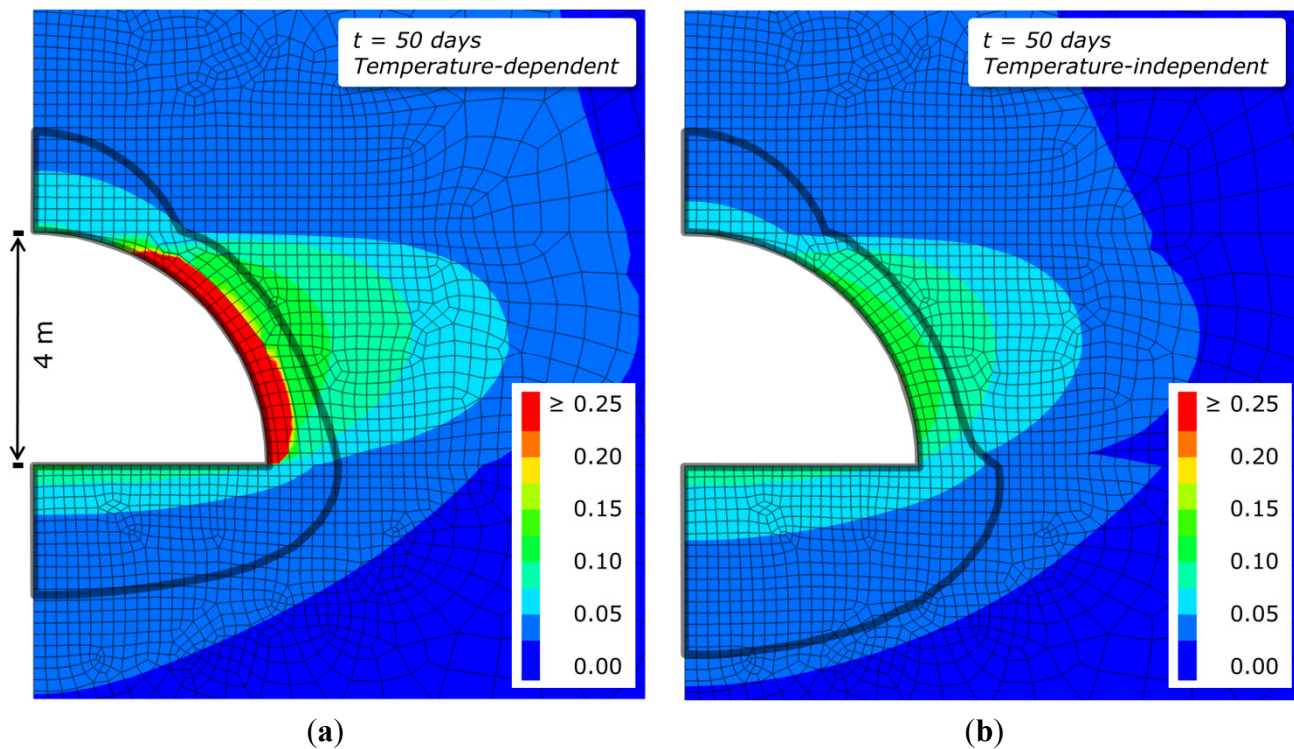 t = 50 days
Temperature-dependent
4 m
≥ 0.25
0.20
0.15
0.10
0.05
0.00
(a)
t = 50 days
Temperature-independent
≥ 0.25
0.20
0.15
0.10
0.05
0.00
(b)